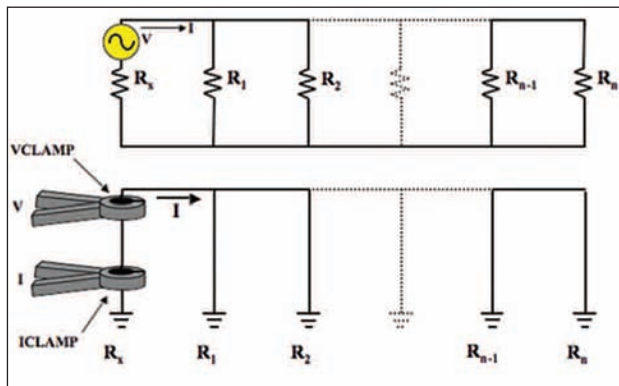 V I
Rx R1 R2 Rn-1 Rn
VCLAMP
V I
I
ICLAMP
Rx R1 R2 Rn-1 Rn